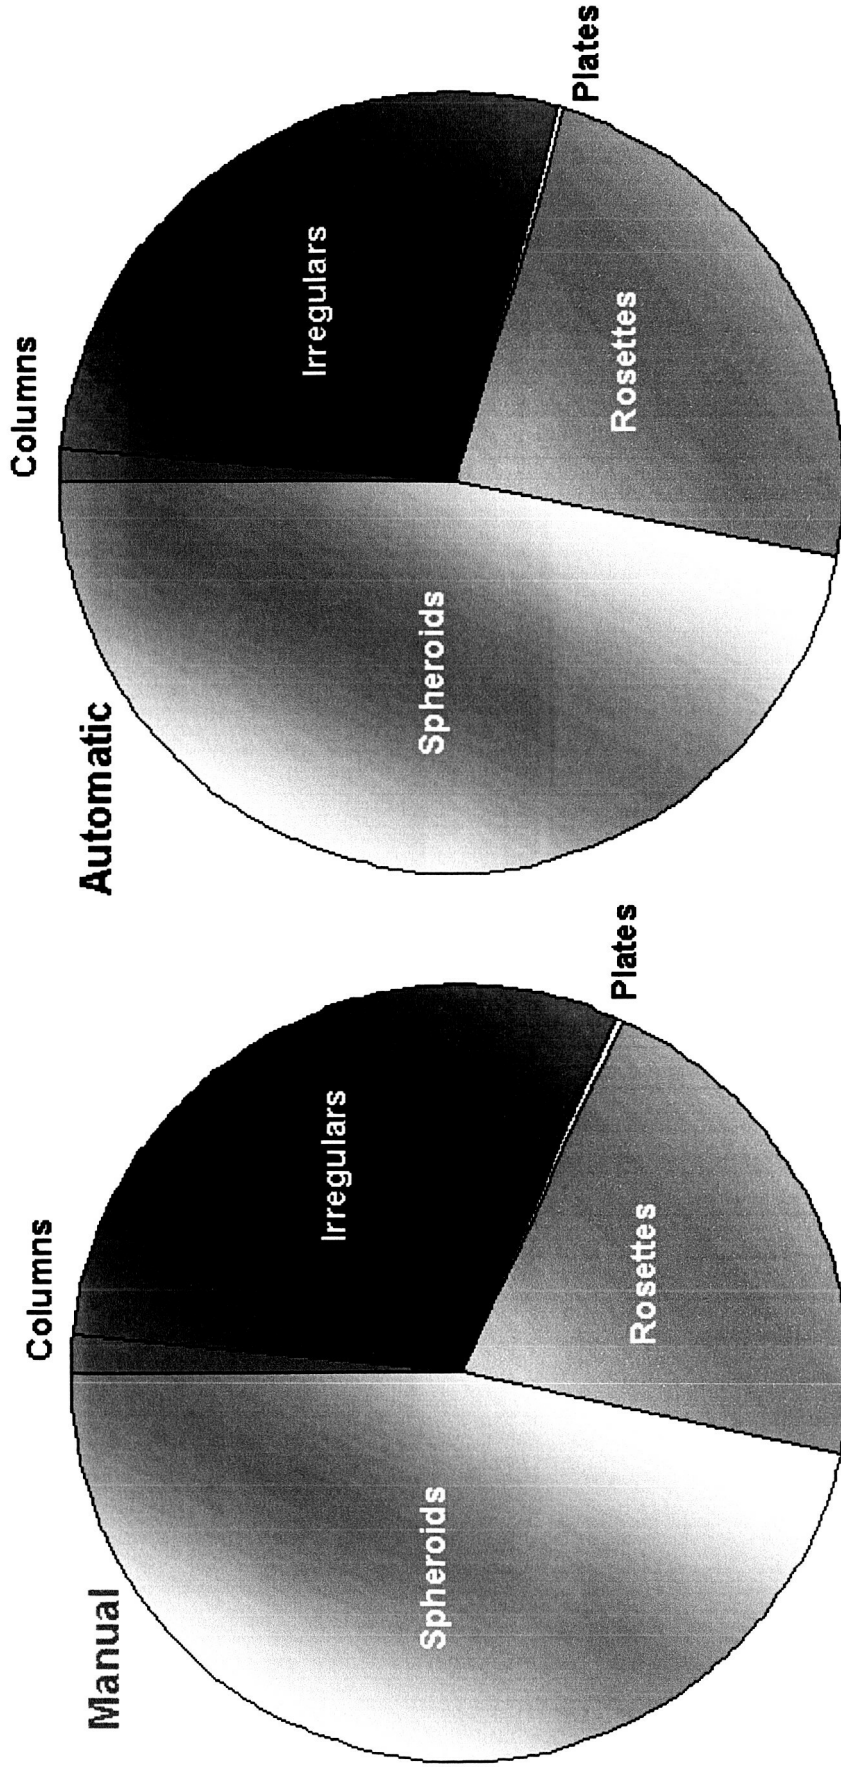 Manual
Columns
Irregulars
Spheroids
Rosettes
Plates
Automatic
Columns
Irregulars
Spheroids
Rosettes
Plates